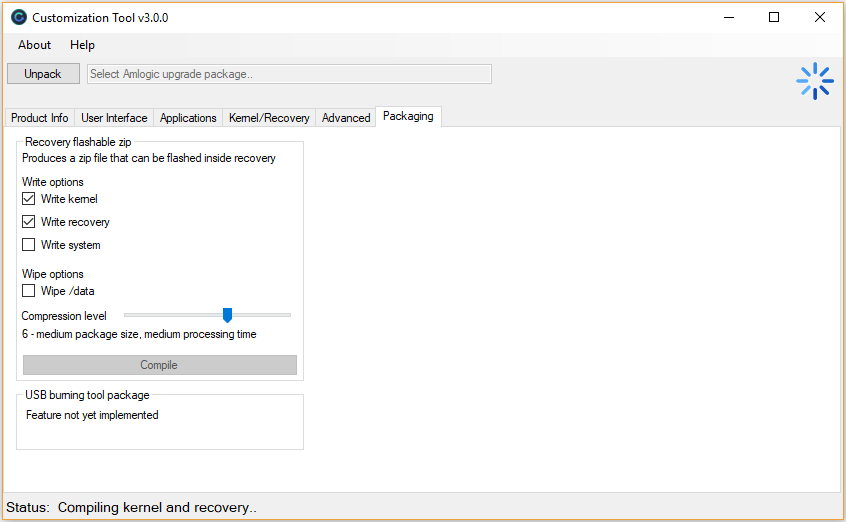 Customization Tool v3.0.0
About Help
Unpack Select Amlogic upgrade package..
Product Info User Interface Applications Kernel/Recovery Advanced Packaging
Recovery flashable zip
Produces a zip file that can be flashed inside recovery
Write options
Write kernel
Write recovery
Write system
Wipe options
Wipe /data
Compression level
6 - medium package size, medium processing time
Compile
USB burning tool package
Feature not yet implemented
Status: Compiling kernel and recovery..